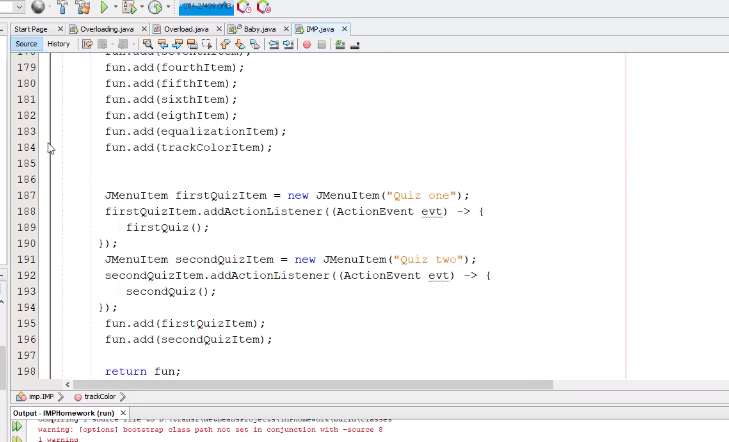 Start Page Overloading.java Overload.java Baby.java IMP.java
Source History
fun.add(seventhItem);
179 fun.add(fourthItem);
180 fun.add(fifthItem);
181 fun.add(sixthItem);
182 fun.add(eigthItem);
183 fun.add(equalizationItem);
184 fun.add(trackColorItem);
185
186
187 JMenuItem firstQuizItem = new JMenuItem("Quiz one");
188 firstQuizItem.addActionListener((ActionEvent evt) -> {
189 firstQuiz();
190 });
191 JMenuItem secondQuizItem = new JMenuItem("Quiz two");
192 secondQuizItem.addActionListener((ActionEvent evt) -> {
193 secondQuiz();
194 });
195 fun.add(firstQuizItem);
196 fun.add(secondQuizItem);
197
198 return fun;
imp.IMP trackColor
Output - IMPHomework (run)
warning: [options] bootstrap class path not set in conjunction with -source 8
1 warning